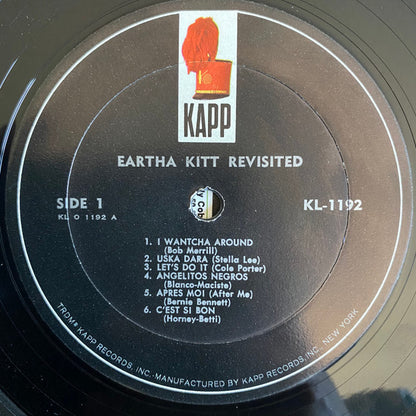 KAPP
EARTHA KITT REVISITED
SIDE 1
KL O 1192 A
KL-1192
1. I WANTCHA AROUND
(Bob Merrill)
2. USKA DARA (Stella Lee)
3. LET'S DO IT (Cole Porter)
4. ANGELITOS NEGROS
(Blanco-Maciste)
5. APRES MOI (After Me)
(Bernie Bennett)
6. C'EST SI BON
(Horney-Betti)
TRDMK KAPP RECORDS, INC.·MANUFACTURED BY KAPP RECORDS, INC. NEW YORK